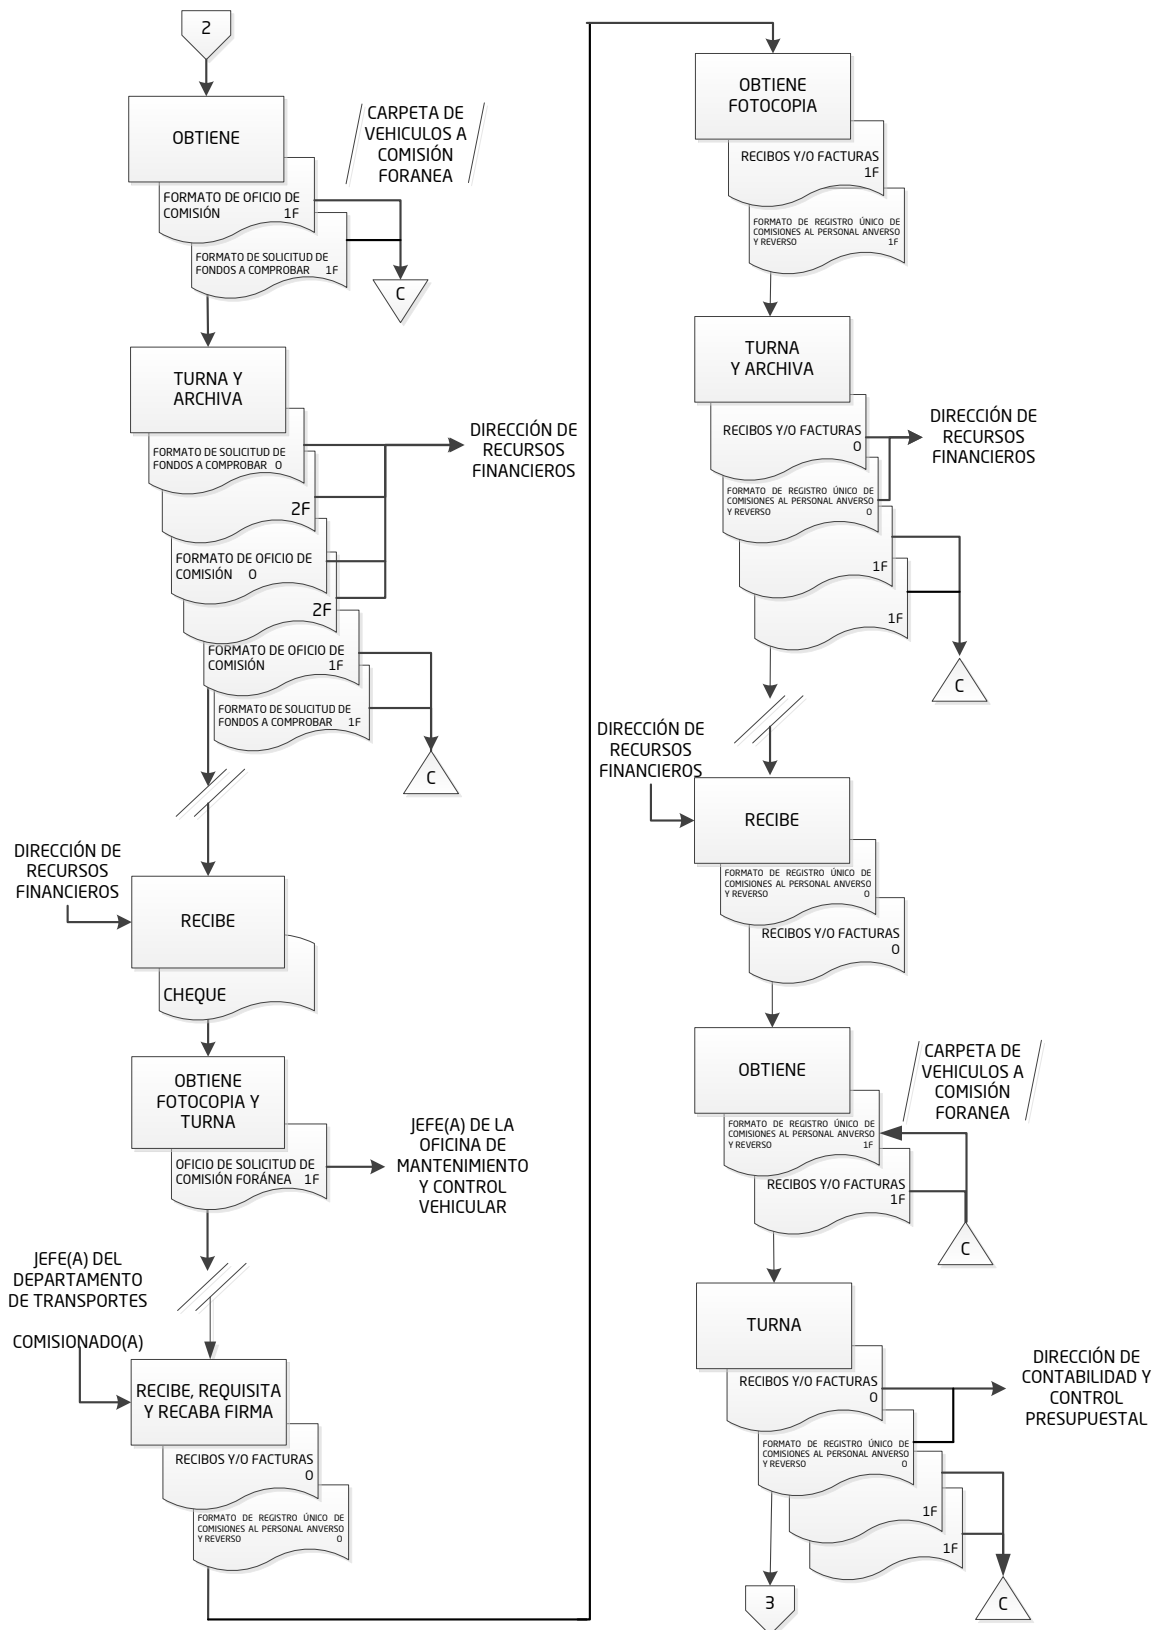 2
OBTIENE
CARPETA DE
VEHICULOS A
COMISIÓN
FORANEA
FORMATO DE OFICIO DE
COMISIÓN 1F
FORMATO DE SOLICITUD DE
FONDOS A COMPROBAR 1F
C
TURNA Y
ARCHIVA
FORMATO DE SOLICITUD DE
FONDOS A COMPROBAR O
DIRECCIÓN DE
RECURSOS
FINANCIEROS
2F
FORMATO DE OFICIO DE
COMISIÓN O
2F
FORMATO DE OFICIO DE
COMISIÓN 1F
FORMATO DE SOLICITUD DE
FONDOS A COMPROBAR 1F
C
DIRECCIÓN DE
RECURSOS
FINANCIEROS
RECIBE
CHEQUE
OBTIENE
FOTOCOPIA Y
TURNA
OFICIO DE SOLICITUD DE
COMISIÓN FORÁNEA 1F
JEFE(A) DE LA
OFICINA DE
MANTENIMIENTO
Y CONTROL
VEHICULAR
JEFE(A) DEL
DEPARTAMENTO
DE TRANSPORTES
COMISIONADO(A)
RECIBE, REQUISITA
Y RECABA FIRMA
RECIBOS Y/O FACTURAS
O
FORMATO DE REGISTRO ÚNICO DE
COMISIONES AL PERSONAL ANVERSO
Y REVERSO O
OBTIENE
FOTOCOPIA
RECIBOS Y/O FACTURAS
1F
FORMATO DE REGISTRO ÚNICO DE
COMISIONES AL PERSONAL ANVERSO
Y REVERSO 1F
TURNA
Y ARCHIVA
RECIBOS Y/O FACTURAS
O
DIRECCIÓN DE
RECURSOS
FINANCIEROS
FORMATO DE REGISTRO ÚNICO DE
COMISIONES AL PERSONAL ANVERSO
Y REVERSO O
1F
1F
C
DIRECCIÓN DE
RECURSOS
FINANCIEROS
RECIBE
FORMATO DE REGISTRO ÚNICO DE
COMISIONES AL PERSONAL ANVERSO
Y REVERSO O
RECIBOS Y/O FACTURAS
O
OBTIENE
CARPETA DE
VEHICULOS A
COMISIÓN
FORANEA
FORMATO DE REGISTRO ÚNICO DE
COMISIONES AL PERSONAL ANVERSO
Y REVERSO 1F
RECIBOS Y/O FACTURAS
1F
C
TURNA
RECIBOS Y/O FACTURAS
O
DIRECCIÓN DE
CONTABILIDAD Y
CONTROL
PRESUPUESTAL
FORMATO DE REGISTRO ÚNICO DE
COMISIONES AL PERSONAL ANVERSO
Y REVERSO O
1F
1F
C
3